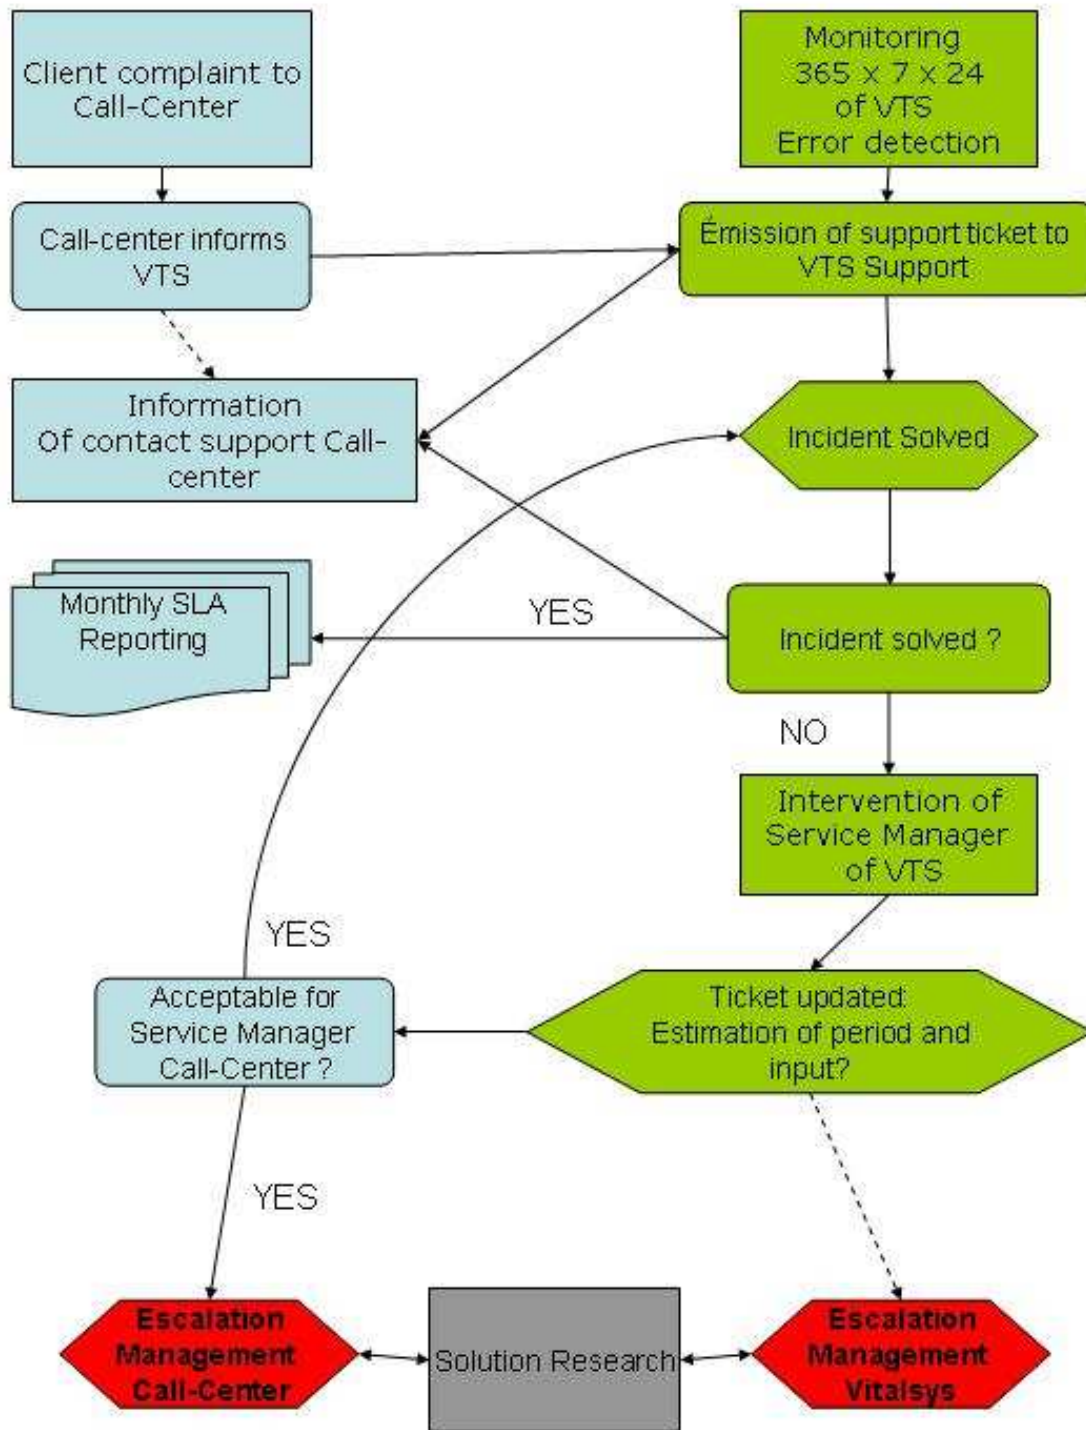 Client complaint to
Call-Center
Monitoring
365 x 7 x 24
of VTS
Error detection
Call-center informs
VTS
Émission of support ticket to
VTS Support
Information
Of contact support Call-
center
Incident Solved
Monthly SLA
Reporting
YES
Incident solved ?
NO
Intervention of
Service Manager
of VTS
YES
Acceptable for
Service Manager
Call-Center ?
Ticket updated:
Estimation of period and
input?
YES
Escalation
Management
Call-Center
Solution Research
Escalation
Management
Vitalsys